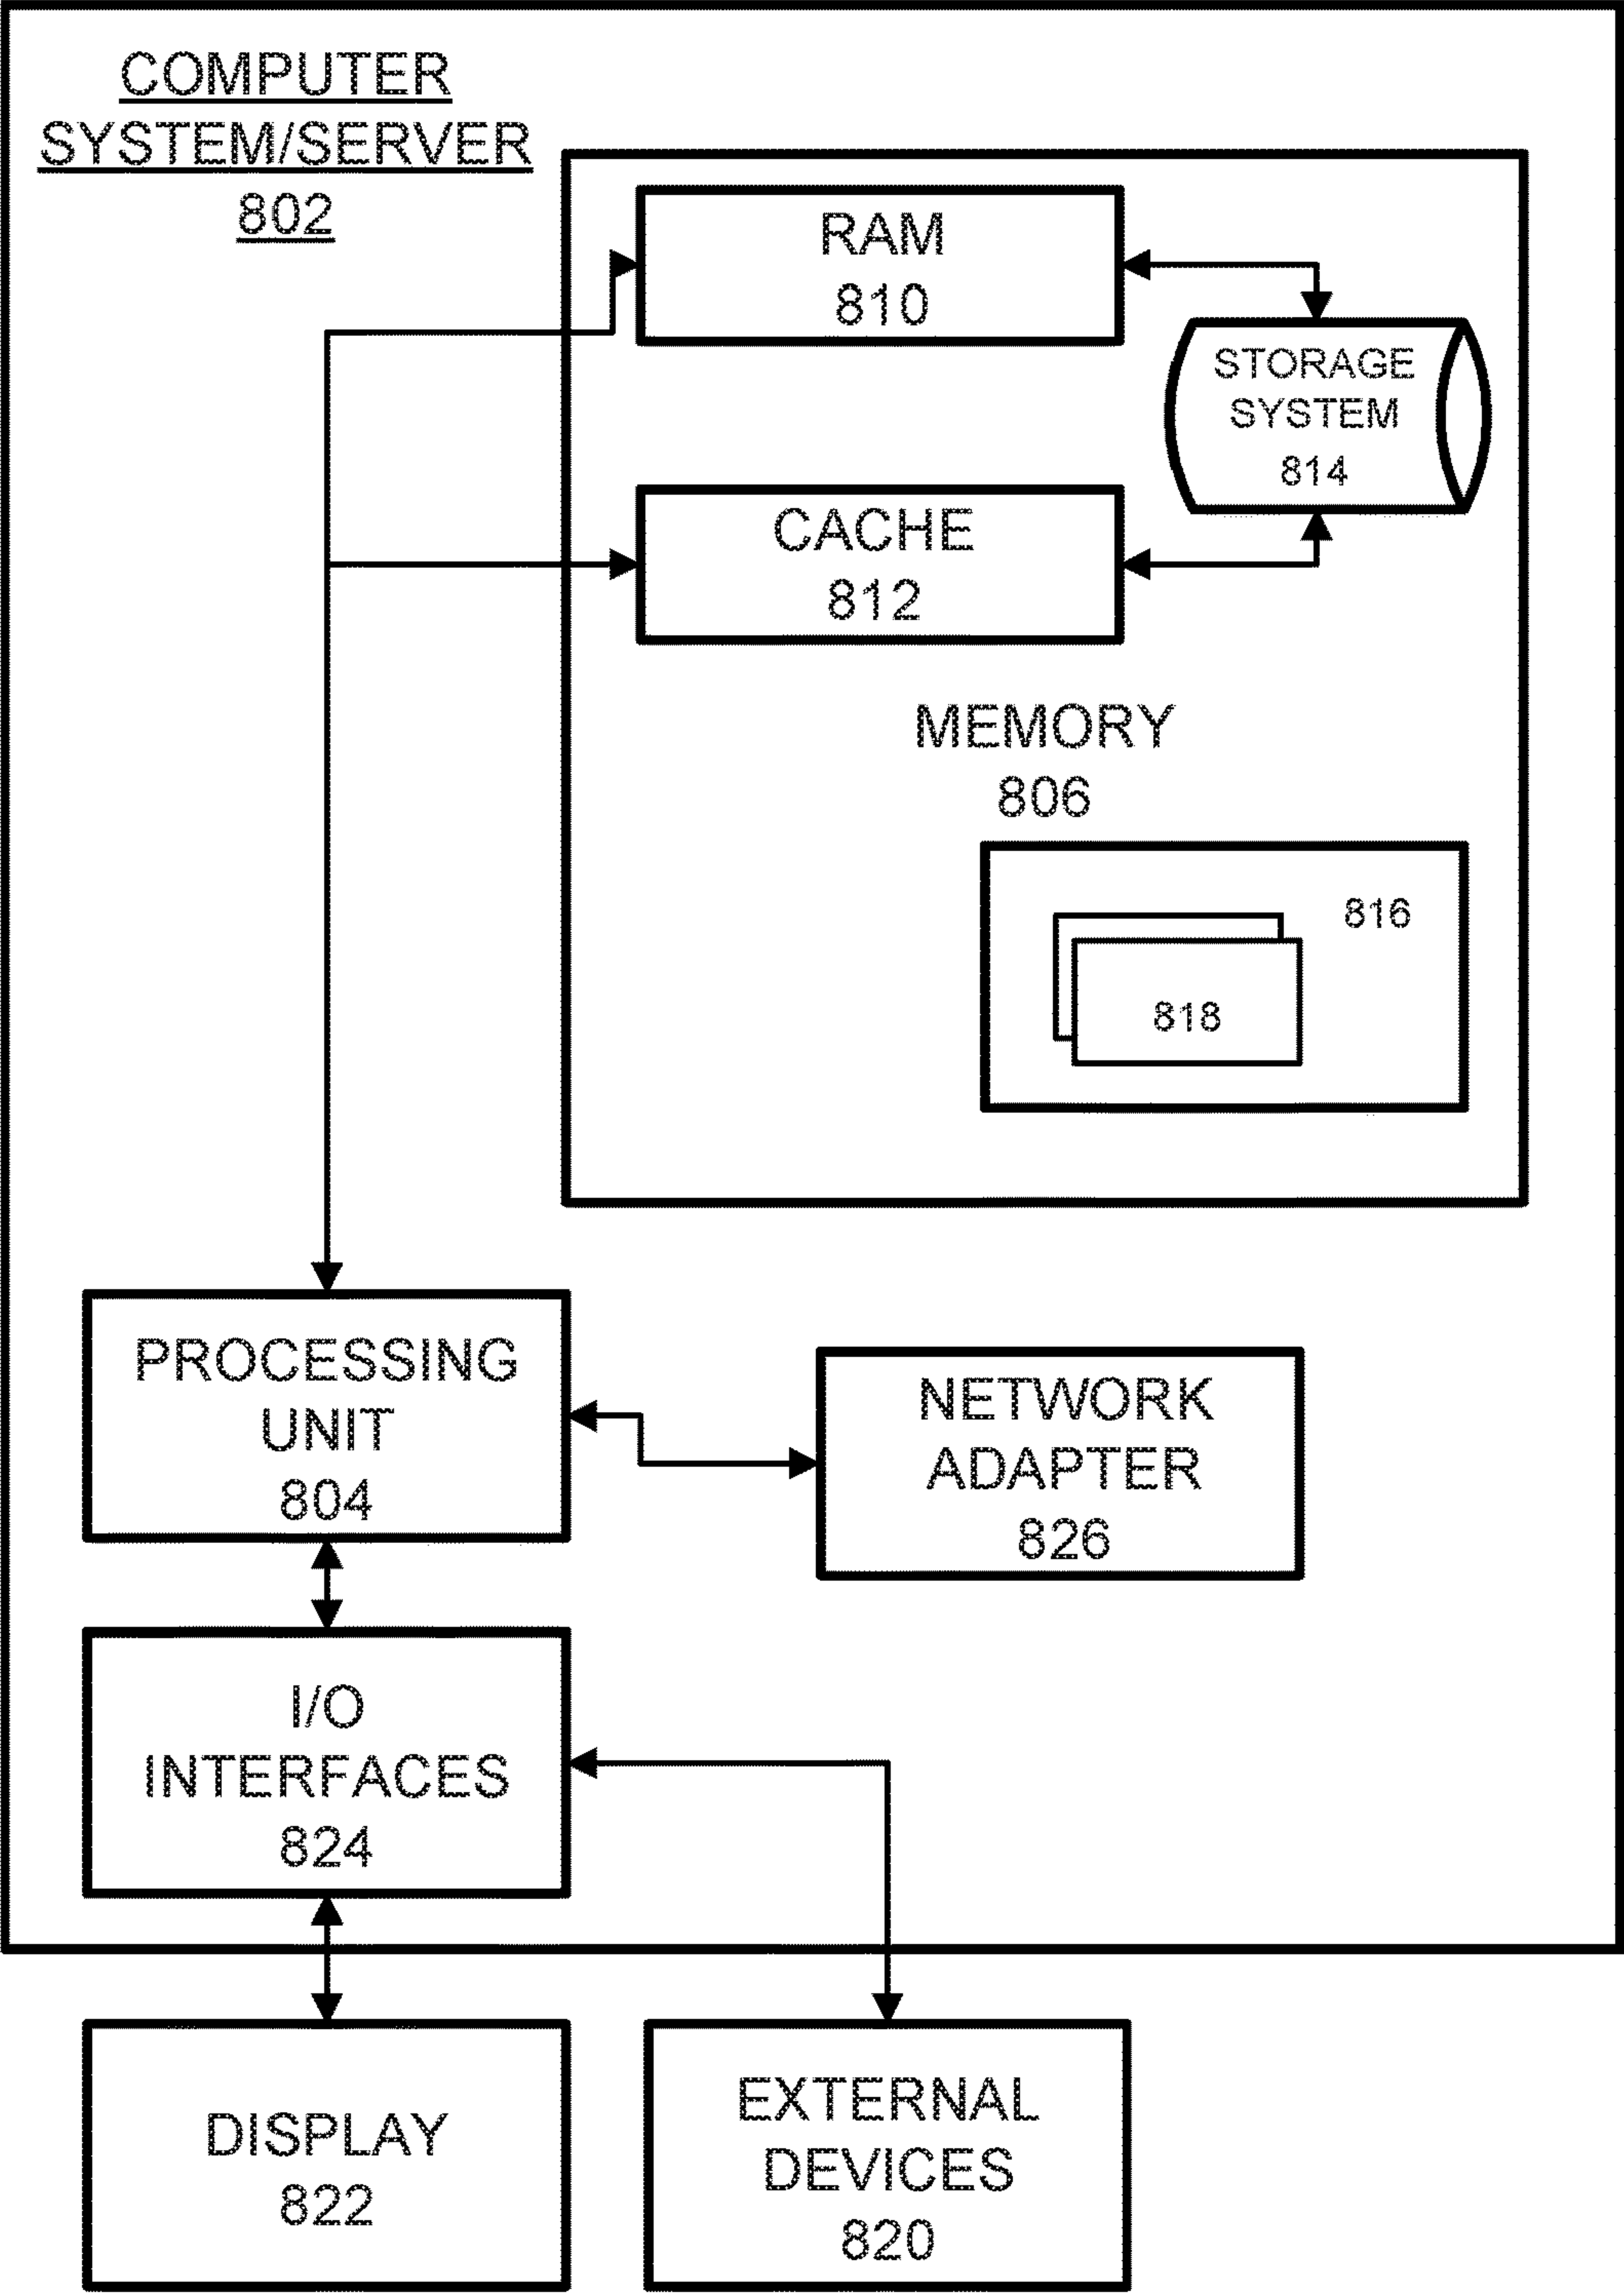 COMPUTER
SYSTEM/SERVER
802
RAM
810
STORAGE
SYSTEM
814
CACHE
812
MEMORY
806
816
818
PROCESSING
UNIT
804
NETWORK
ADAPTER
826
I/O
INTERFACES
824
DISPLAY
822
EXTERNAL
DEVICES
820